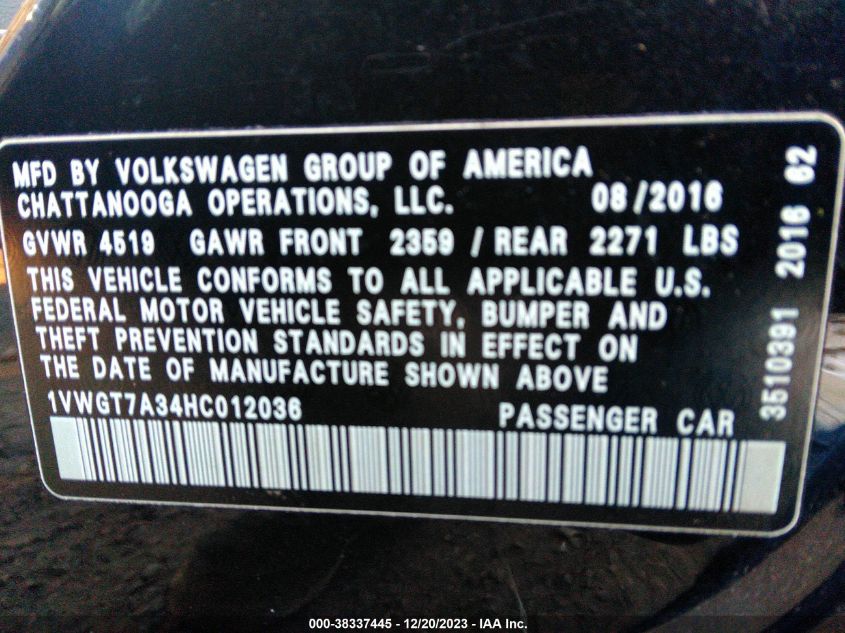 MFD BY VOLKSWAGEN GROUP OF AMERICA
CHATTANOOGA OPERATIONS, LLC. 08/2016
GVWR 4519 GAWR FRONT 2359 / REAR 2271 LBS
THIS VEHICLE CONFORMS TO ALL APPLICABLE U.S.
FEDERAL MOTOR VEHICLE SAFETY, BUMPER AND
THEFT PREVENTION STANDARDS IN EFFECT ON
THE DATE OF MANUFACTURE SHOWN ABOVE
1VWGT7A34HC012036 PASSENGER CAR
3510391 2016 62
000-38337445 - 12/20/2023 - IAA Inc.